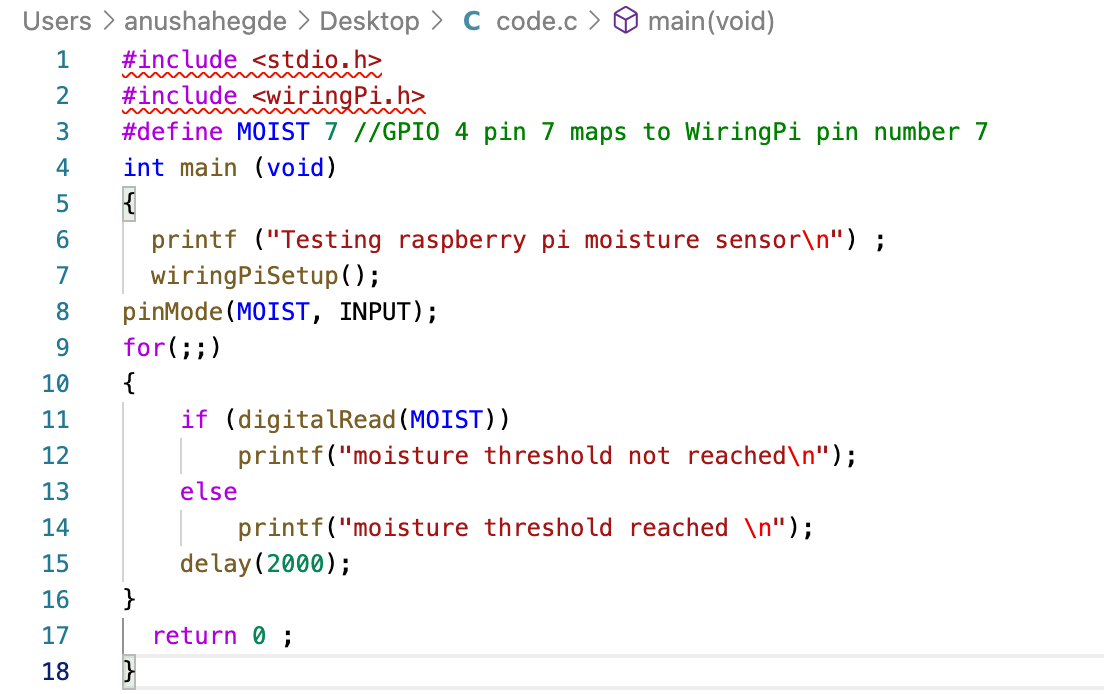 Users > anushahegde > Desktop > C code.c > main(void)
1 #include <stdio.h>
2 #include <wiringPi.h>
3 #define MOIST 7 //GPIO 4 pin 7 maps to WiringPi pin number 7
4 int main (void)
5 {
6   printf ("Testing raspberry pi moisture sensor\n") ;
7   wiringPiSetup();
8 pinMode(MOIST, INPUT);
9 for(;;)
10 {
11     if (digitalRead(MOIST))
12         printf("moisture threshold not reached\n");
13     else
14         printf("moisture threshold reached \n");
15     delay(2000);
16 }
17   return 0 ;
18 }